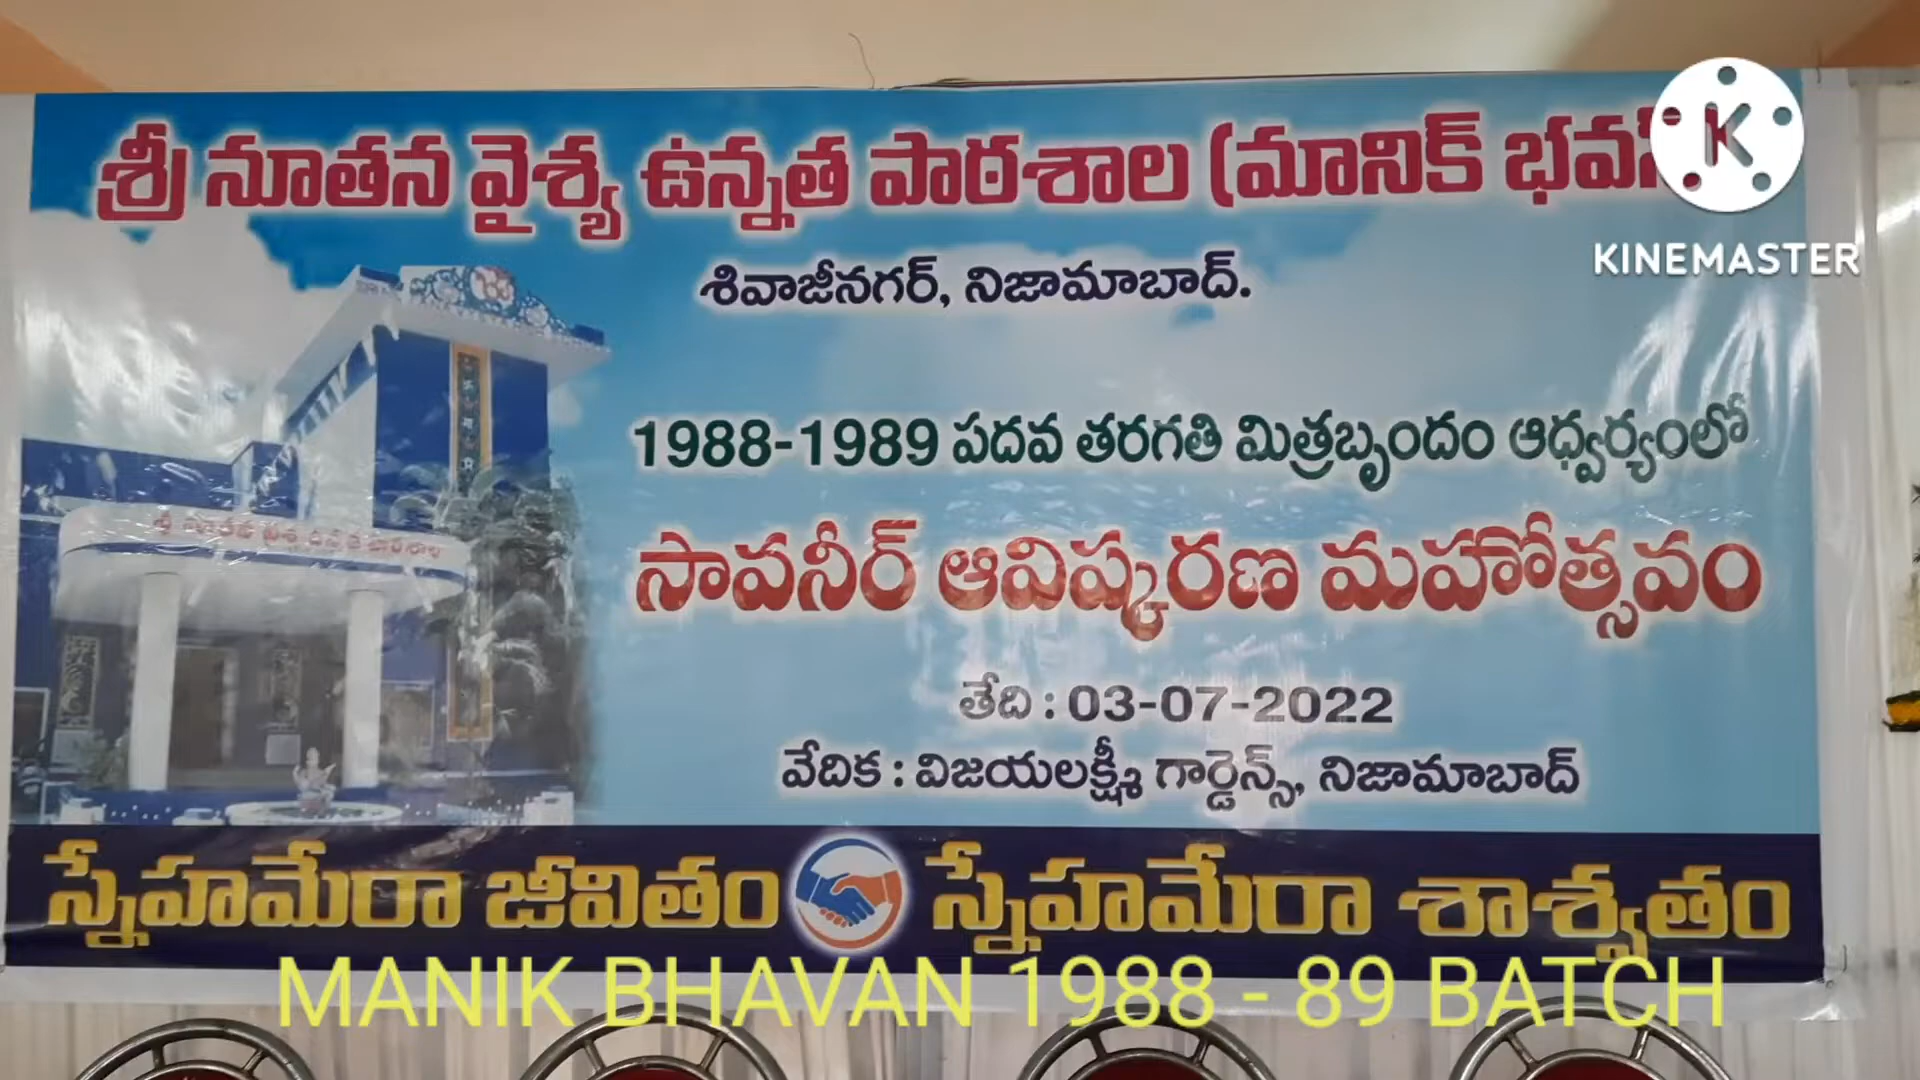 శ్రీ నూతన వైశ్య ఉన్నత పాఠశాల (మానిక్ భవన్
KINEMASTER
శివాజీనగర్, నిజామాబాద్.
1988-1989 పదవ తరగతి మిత్రబృందం ఆధ్వర్యంలో
సావనీర్ ఆవిష్కరణ మహోత్సవం
తేది : 03-07-2022
వేదిక : విజయలక్ష్మీ గార్డెన్స్, నిజామాబాద్
స్నేహమేరా జీవితం స్నేహమేరా శాశ్వతం
MANIK BHAVAN 1988 - 89 BATCH